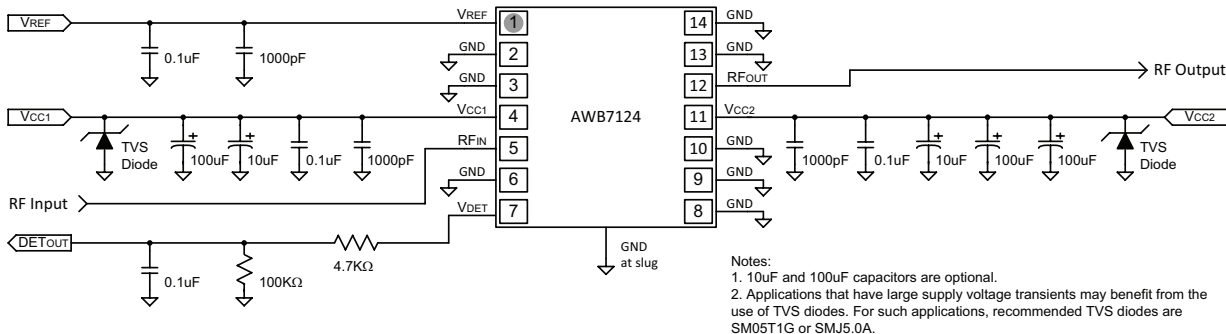 VREF
VREF
0.1uF
1000pF
1
GND
2
GND
3
VCC1
VCC1
4
TVS
Diode
100uF
10uF
0.1uF
1000pF
RFIN
5
GND
6
RF Input
VDET
7
DETOUT
0.1uF
100KΩ
4.7KΩ
AWB7124
GND
at slug
14
GND
13
GND
12
RFOUT
RF Output
11
VCC2
VCC2
1000pF
0.1uF
10uF
100uF
100uF
TVS
Diode
10
GND
9
GND
8
GND
Notes:
1. 10uF and 100uF capacitors are optional.
2. Applications that have large supply voltage transients may benefit from the
use of TVS diodes. For such applications, recommended TVS diodes are
SM05T1G or SMJ5.0A.